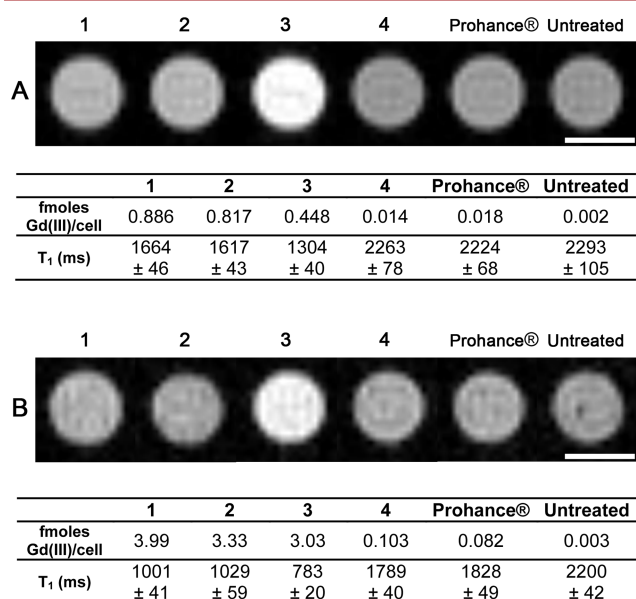 1 2 3 4 Prohance® Untreated
A
1 2 3 4 Prohance® Untreated
fmoles Gd(III)/cell 0.886 0.817 0.448 0.014 0.018 0.002
T₁ (ms) 1664 ± 46 1617 ± 43 1304 ± 40 2263 ± 78 2224 ± 68 2293 ± 105
1 2 3 4 Prohance® Untreated
B
1 2 3 4 Prohance® Untreated
fmoles Gd(III)/cell 3.99 3.33 3.03 0.103 0.082 0.003
T₁ (ms) 1001 ± 41 1029 ± 59 783 ± 20 1789 ± 40 1828 ± 49 2200 ± 42